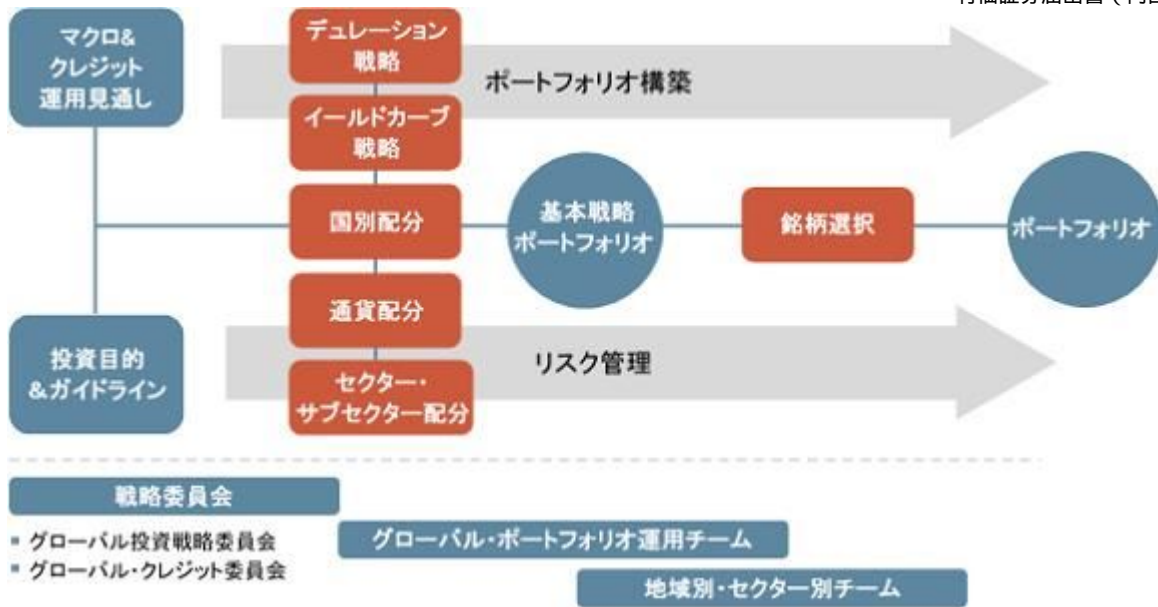 マクロ&
クレジット
運用見通し
デュレーション
戦略
ポートフォリオ構築
イールドカーブ
戦略
国別配分
基本戦略
ポートフォリオ
銘柄選択
ポートフォリオ
通貨配分
投資目的
&ガイドライン
リスク管理
セクター・
サブセクター配分
戦略委員会
▪ グローバル投資戦略委員会
▪ グローバル・クレジット委員会
グローバル・ポートフォリオ運用チーム
地域別・セクター別チーム